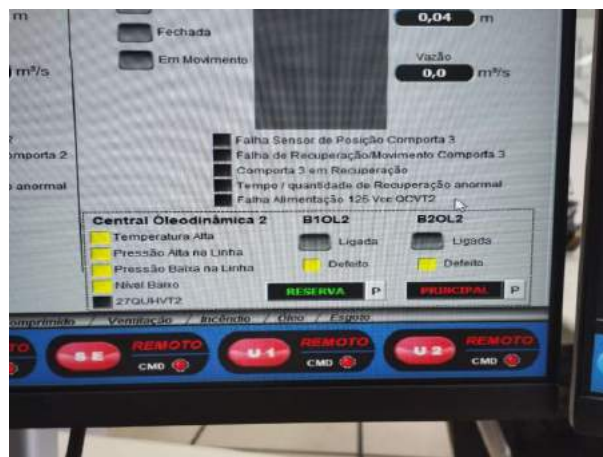 m
0,04 m
Fechada
Em Movimento
Vazão
m³/s
0,0 m³/s
Falha Sensor de Posição Comporta 3
Falha de Recuperação/Movimento Comporta 3
omporta 2
Comporta 3 em Recuperação
Tempo / quantidade de Recuperação anormal
anormal
Falha Alimentação 125 Vcc QCVT2
Central Óleodinâmica 2 B1OL2 B2OL2
Temperatura Alta
Ligada Ligada
Pressão Alta na Linha
Pressão Baixa na Linha
Defeito Defeito
Nível Baixo
RESERVA P PRINCIPAL P
27QUHVT2
omprimido / Ventilação / Incêndio / Óleo / Esgoto
TO
S E REMOTO CMD
U 1 REMOTO CMD
U 2 REMOTO CMD